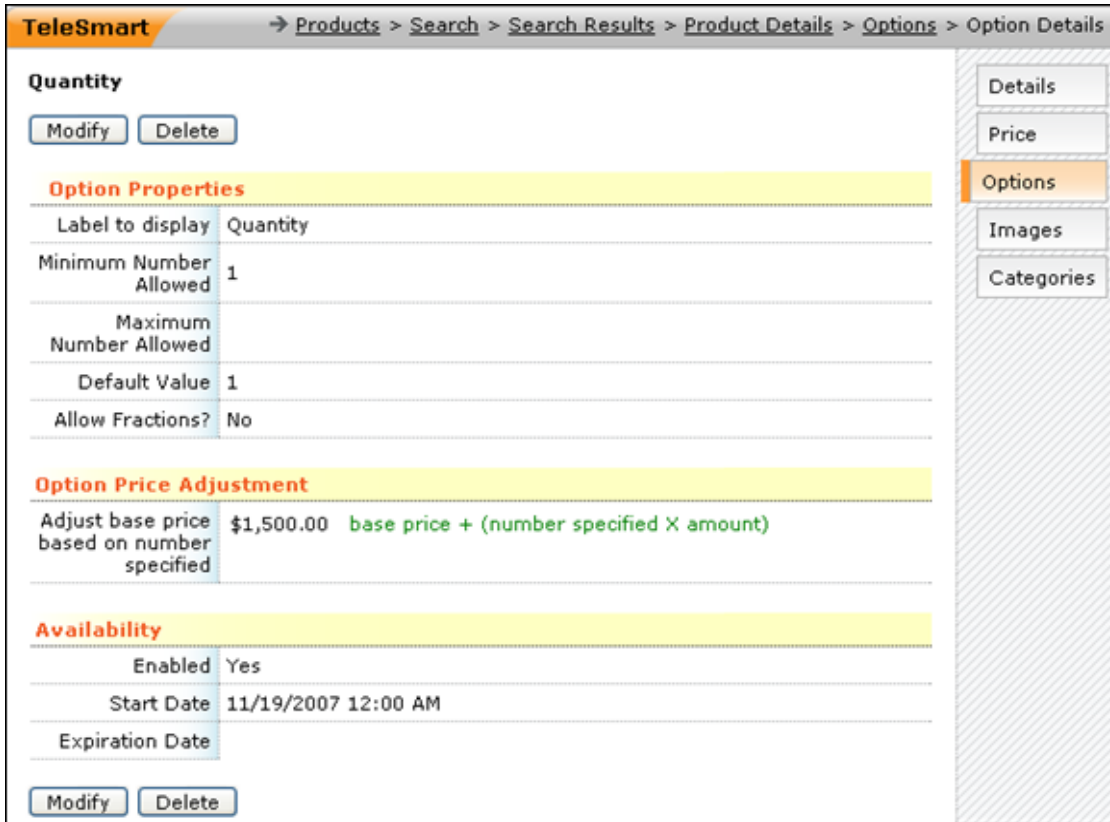 TeleSmart
→ Products > Search > Search Results > Product Details > Options > Option Details
Quantity
Modify Delete
Option Properties
Label to display Quantity
Minimum Number
Allowed 1
Maximum
Number Allowed
Default Value 1
Allow Fractions? No
Option Price Adjustment
Adjust base price $1,500.00 base price + (number specified X amount)
based on number
specified
Availability
Enabled Yes
Start Date 11/19/2007 12:00 AM
Expiration Date
Modify Delete
Details
Price
Options
Images
Categories